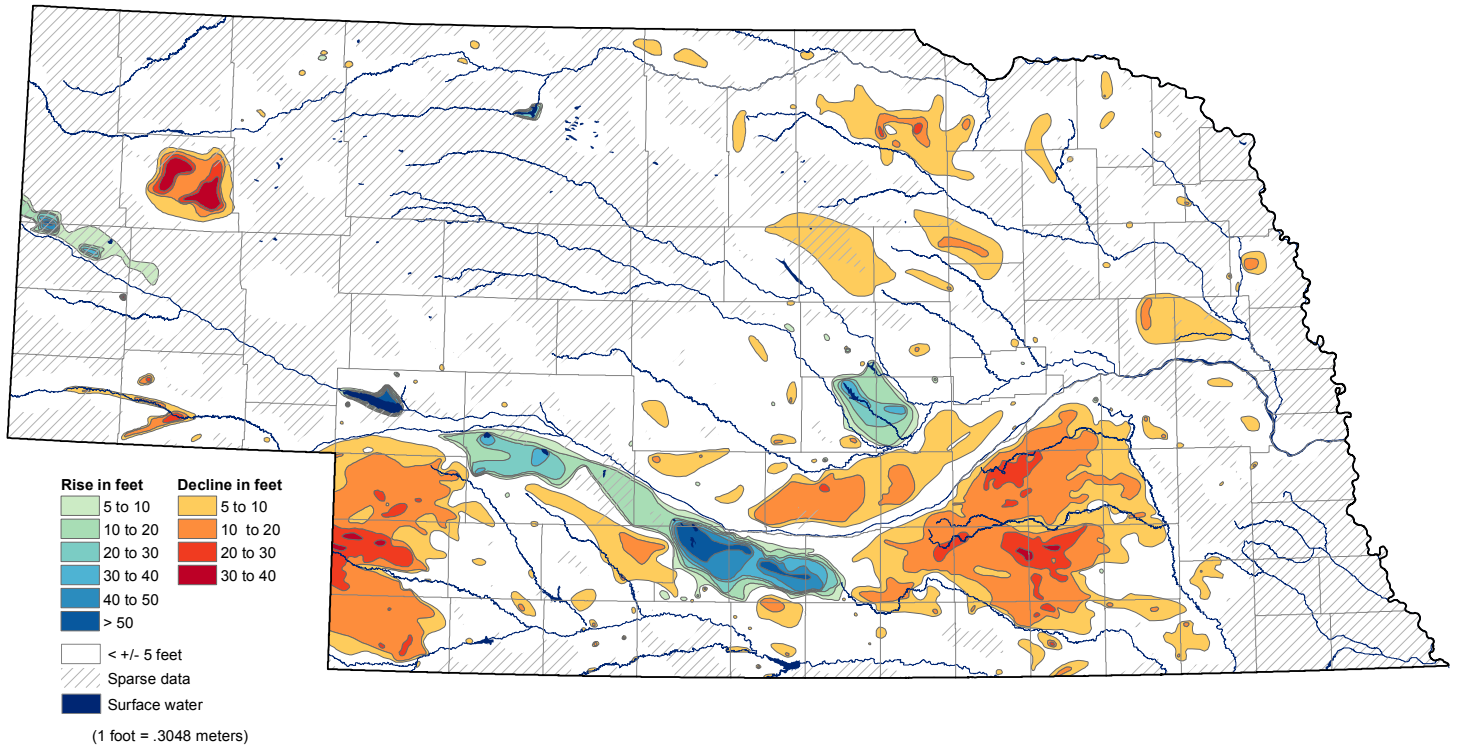 Rise in feet
5 to 10
10 to 20
20 to 30
30 to 40
40 to 50
> 50
Decline in feet
5 to 10
10 to 20
20 to 30
30 to 40
< +/- 5 feet
Sparse data
Surface water
(1 foot = .3048 meters)